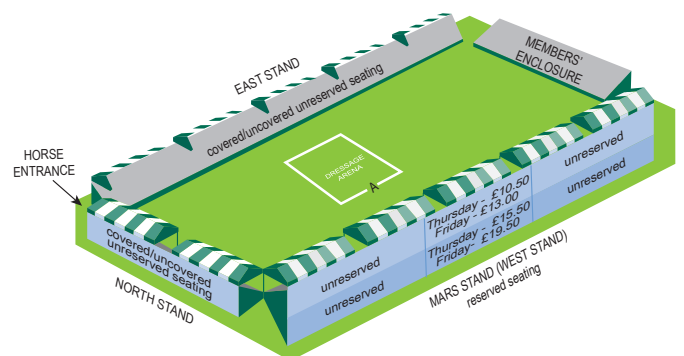 MEMBERS'
ENCLOSURE
EAST STAND
covered/uncovered unreserved seating
HORSE
ENTRANCE
DRESSAGE
ARENA
A
covered/uncovered
unreserved seating
NORTH STAND
unreserved
unreserved
Thursday - £10.50
Friday - £13.00
Thursday - £15.50
Friday- £19.50
unreserved
unreserved
MARS STAND (WEST STAND)
reserved seating